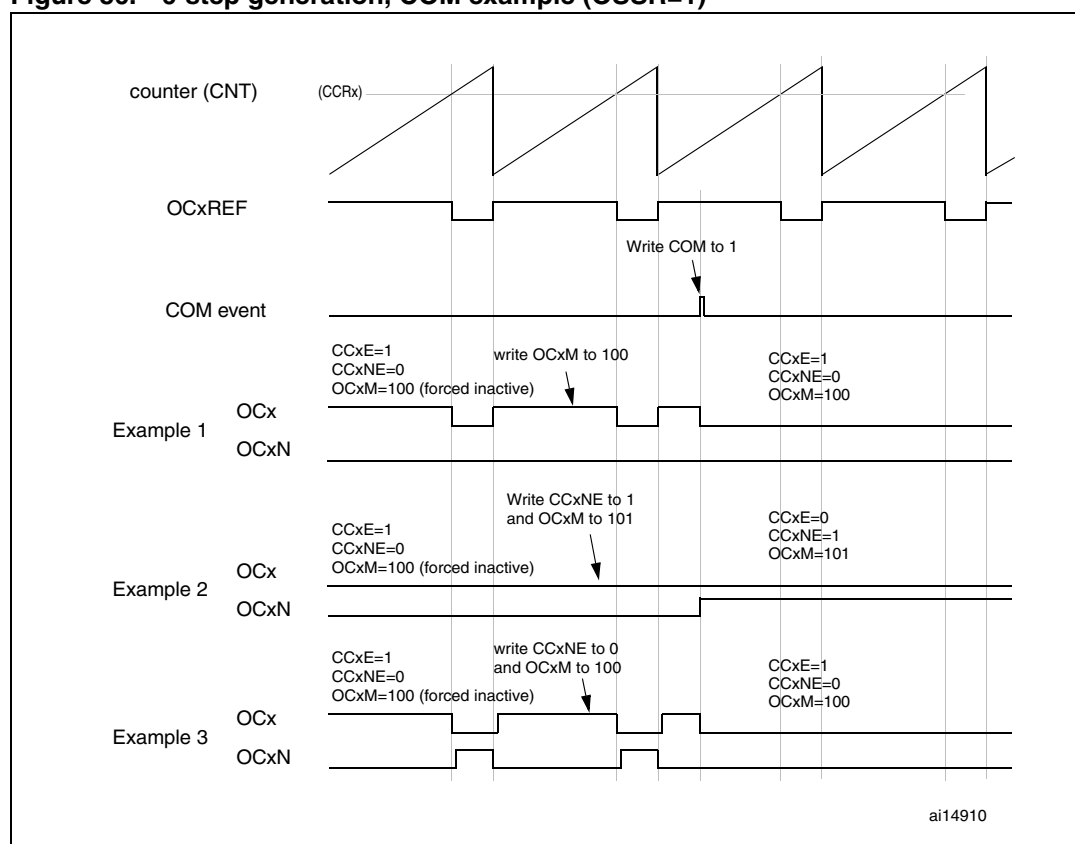 counter (CNT)
(CCRx)
OCxREF
Write COM to 1
COM event
CCxE=1
CCxNE=0
OCxM=100 (forced inactive)
write OCxM to 100
CCxE=1
CCxNE=0
OCxM=100
Example 1
OCx
OCxN
Write CCxNE to 1
and OCxM to 101
CCxE=1
CCxNE=0
OCxM=100 (forced inactive)
CCxE=0
CCxNE=1
OCxM=101
Example 2
OCx
OCxN
write CCxNE to 0
and OCxM to 100
CCxE=1
CCxNE=0
OCxM=100 (forced inactive)
CCxE=1
CCxNE=0
OCxM=100
Example 3
OCx
OCxN
ai14910